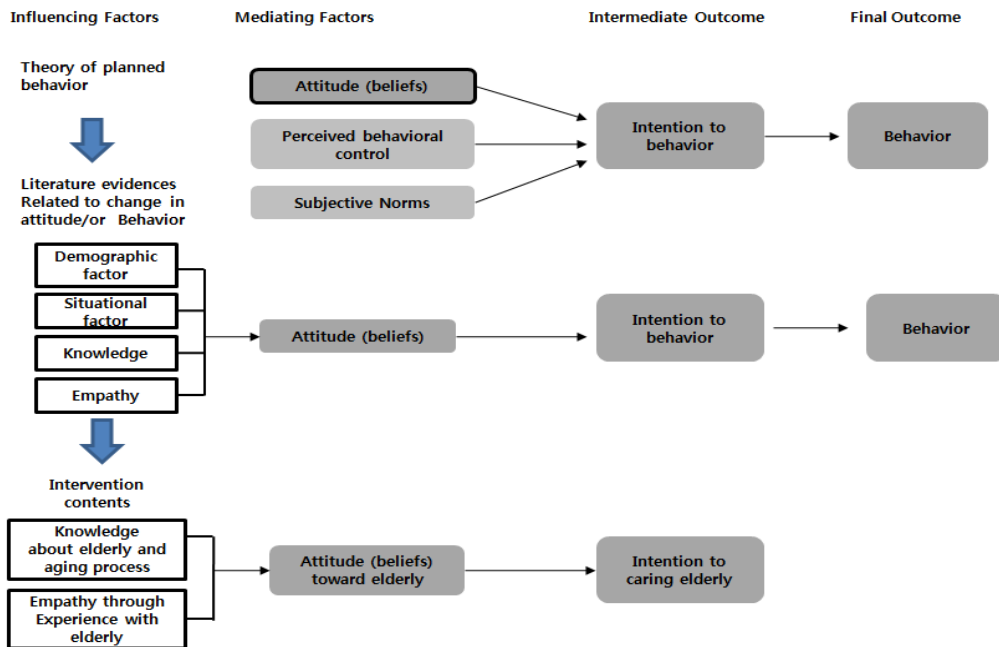 Influencing Factors
Mediating Factors
Intermediate Outcome
Final Outcome
Theory of planned
behavior
Attitude (beliefs)
Perceived behavioral
control
Subjective Norms
Intention to
behavior
Behavior
Literature evidences
Related to change in
attitude/or Behavior
Demographic
factor
Situational
factor
Knowledge
Empathy
Attitude (beliefs)
Intention to
behavior
Behavior
Intervention
contents
Knowledge
about elderly and
aging process
Empathy through
Experience with
elderly
Attitude (beliefs)
toward elderly
Intention to
caring elderly